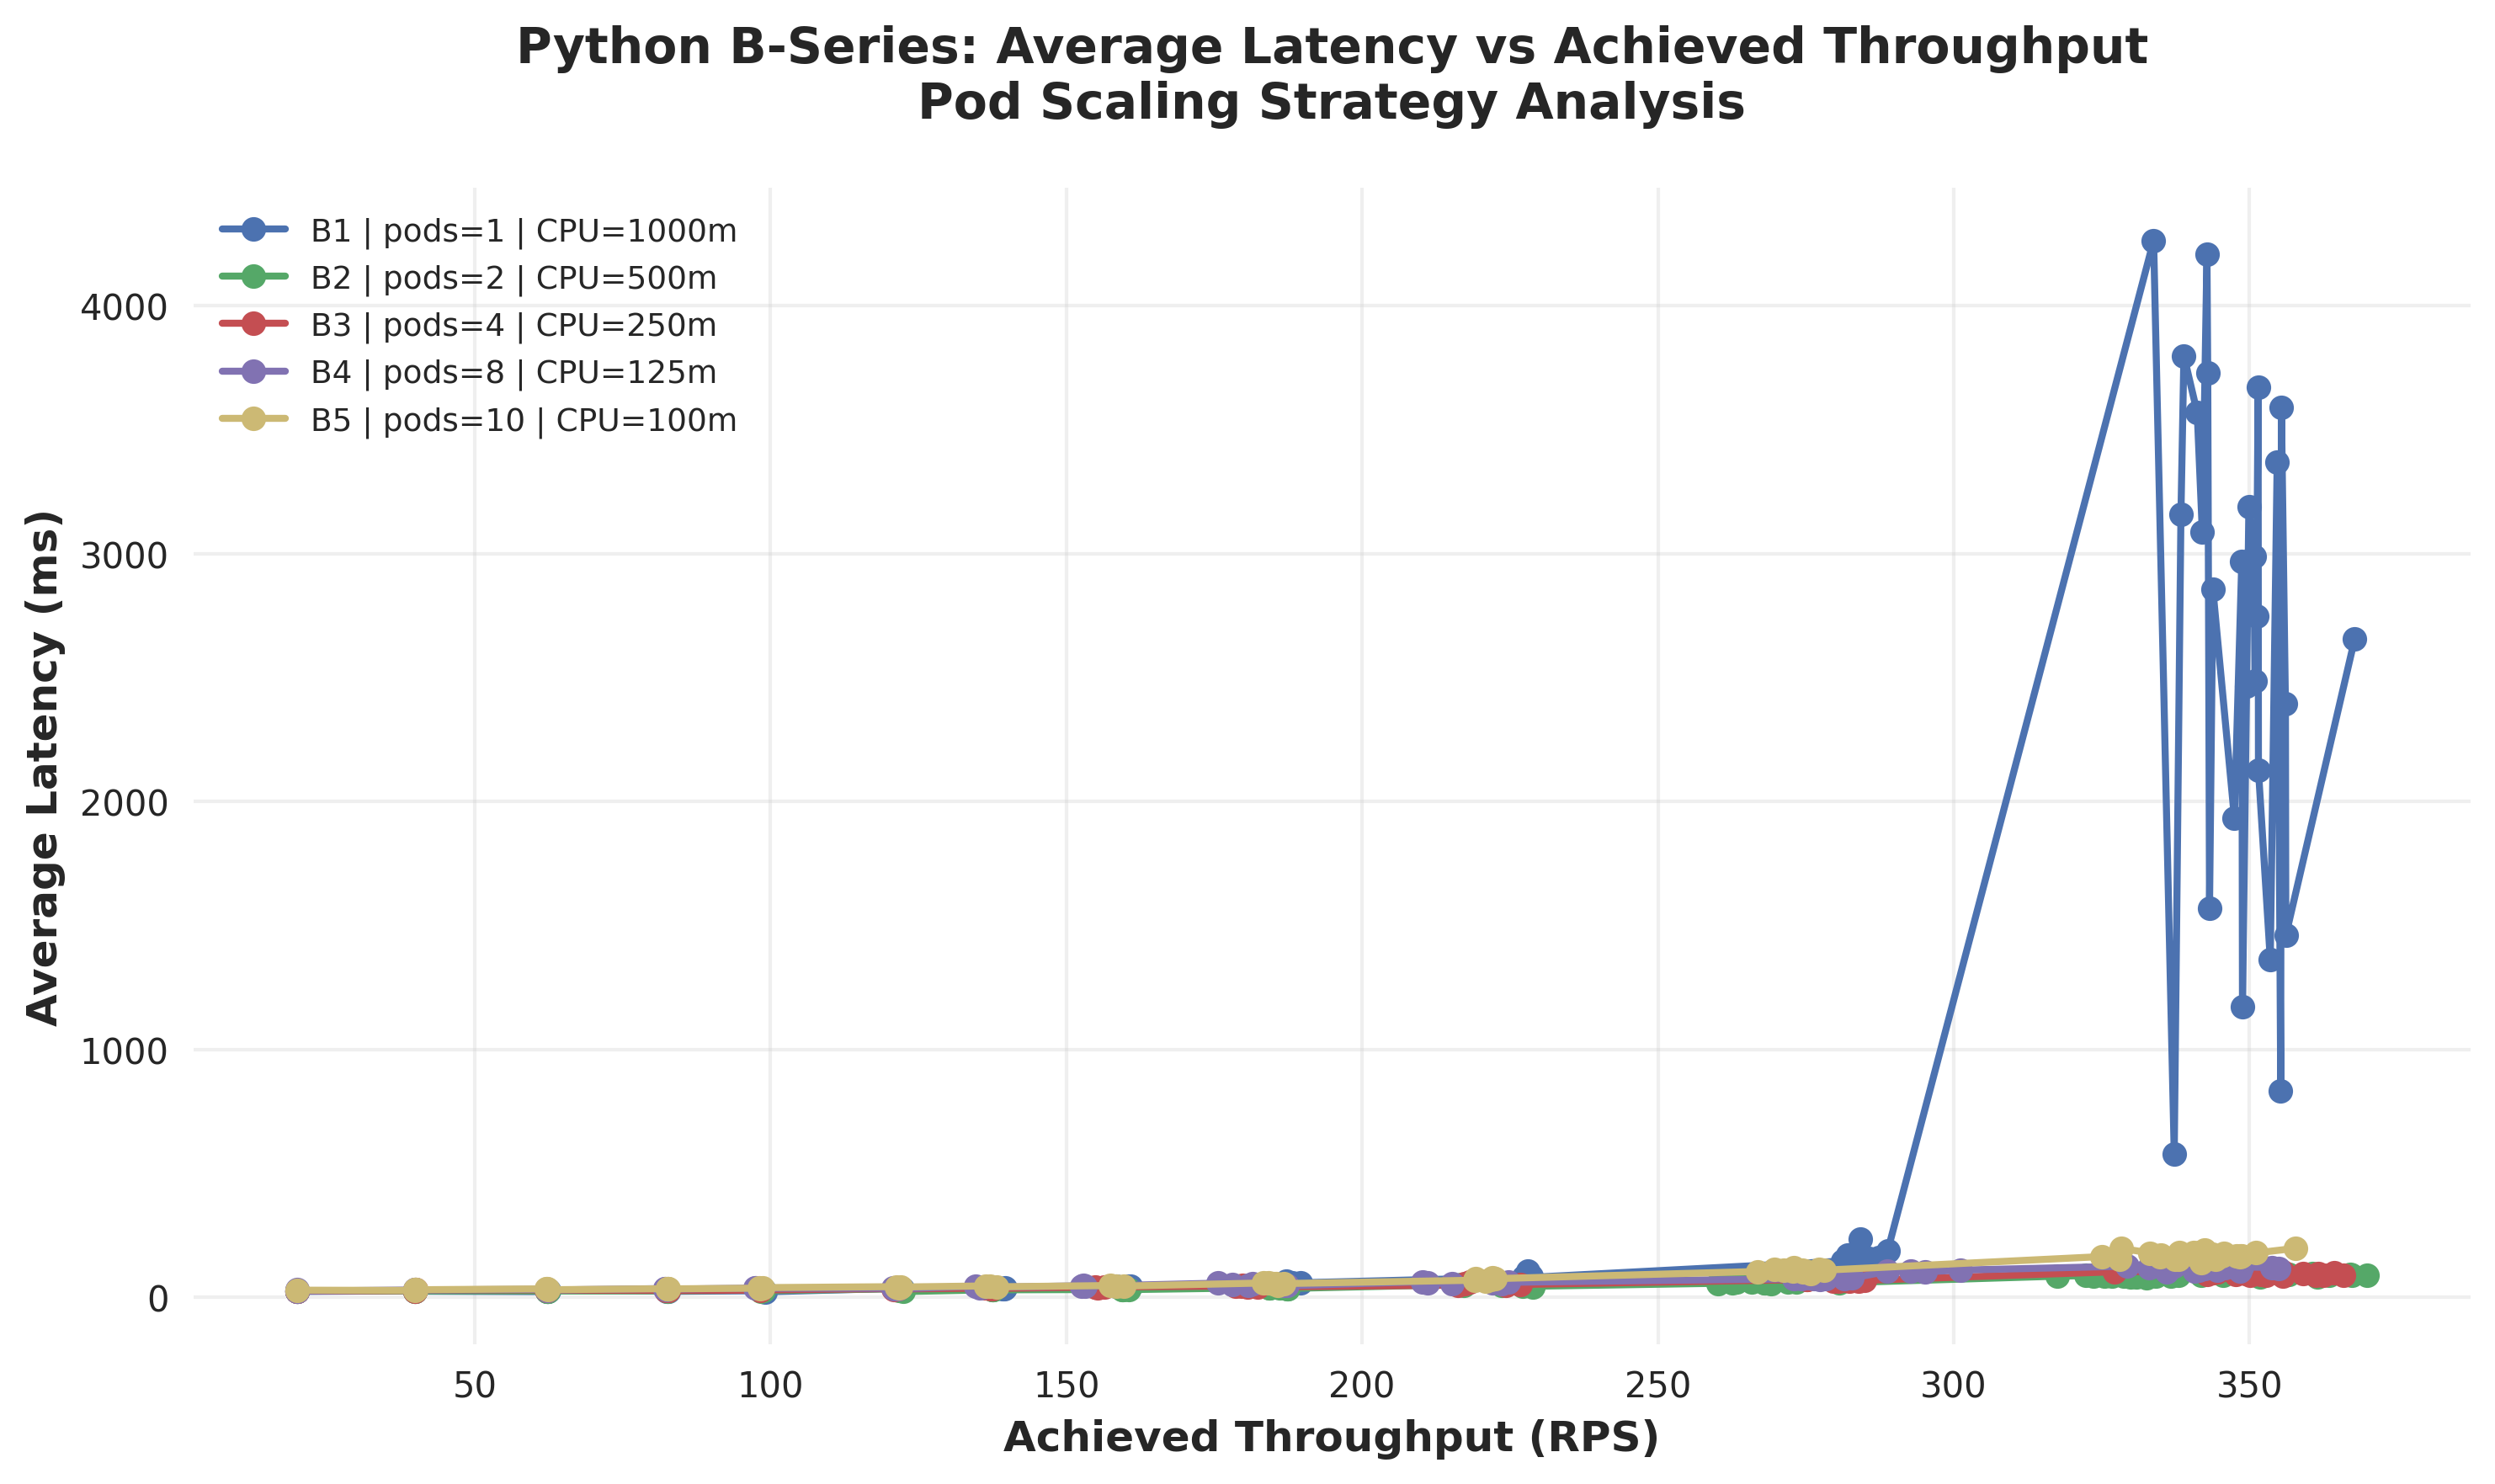 Python B-Series: Average Latency vs Achieved Throughput
Pod Scaling Strategy Analysis
B1 | pods=1 | CPU=1000m
B2 | pods=2 | CPU=500m
B3 | pods=4 | CPU=250m
B4 | pods=8 | CPU=125m
B5 | pods=10 | CPU=100m
Average Latency (ms)
4000
3000
2000
1000
0
50 100 150 200 250 300 350
Achieved Throughput (RPS)